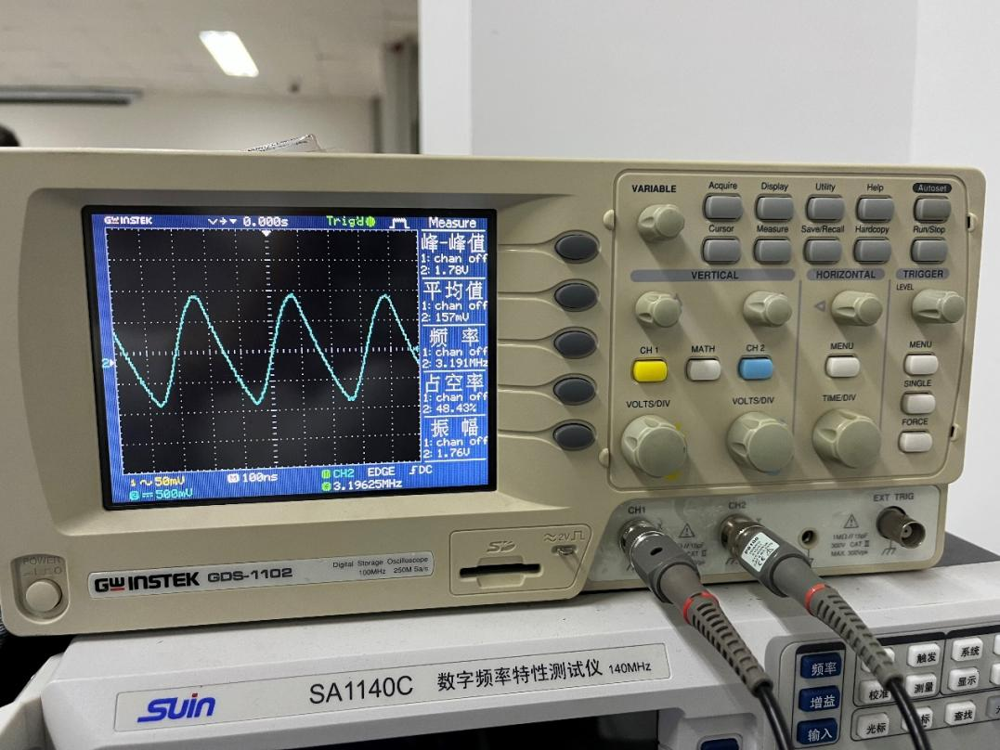 GWINSTEK
0.000s
Trig'd
Measure
峰-峰值
1: chan off
2: 1.78V
平均值
1: chan off
2: 157mV
频 率
1: chan off
2: 3.191MHz
占空率
1: chan off
2: 48.43%
振 幅
1: chan off
2: 1.76V
2
1 ~ 50mV
2 500mV
M 100ns
CH2 EDGE DC
3.19625MHz
VARIABLE
Acquire
Display
Utility
Help
Autoset
Cursor
Measure
Save/Recall
Hardcopy
Run/Stop
VERTICAL
HORIZONTAL
TRIGGER
LEVEL
CH 1
MATH
CH 2
MENU
MENU
SINGLE
FORCE
VOLTS/DIV
VOLTS/DIV
TIME/DIV
CH1
CH2
EXT TRIG
1MΩ//15pF
300V CAT II
MAX. 300Vpk
≈2V
SD
POWER
GWINSTEK GDS-1102
Digital Storage Oscilloscope
100MHz 250M Sa/s
SUIN
SA1140C 数字频率特性测试仪 140MHz
频率
增益
输入
触发
系统
校准
测量
显示
光标
标
查找